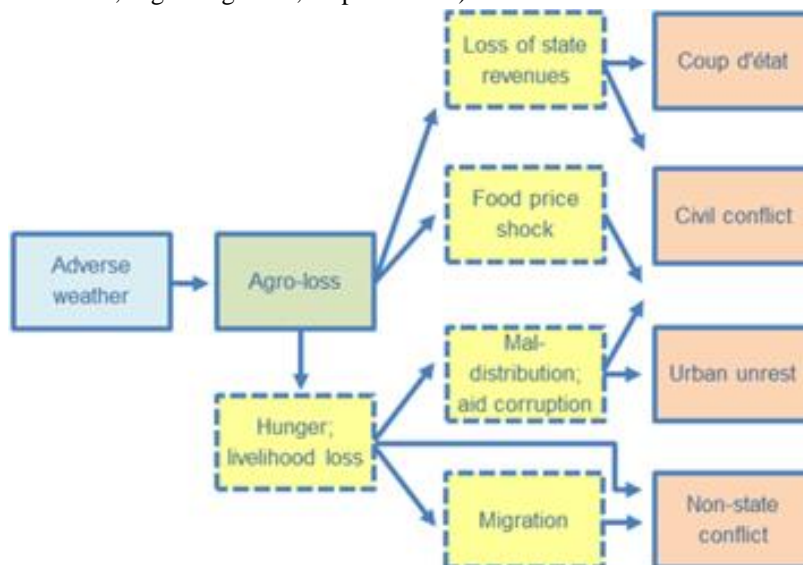 Loss of state
revenues
Coup d'état
Food price
shock
Civil conflict
Adverse
weather
Agro-loss
Mal-
distribution;
aid corruption
Urban unrest
Hunger;
livelihood loss
Migration
Non-state
conflict